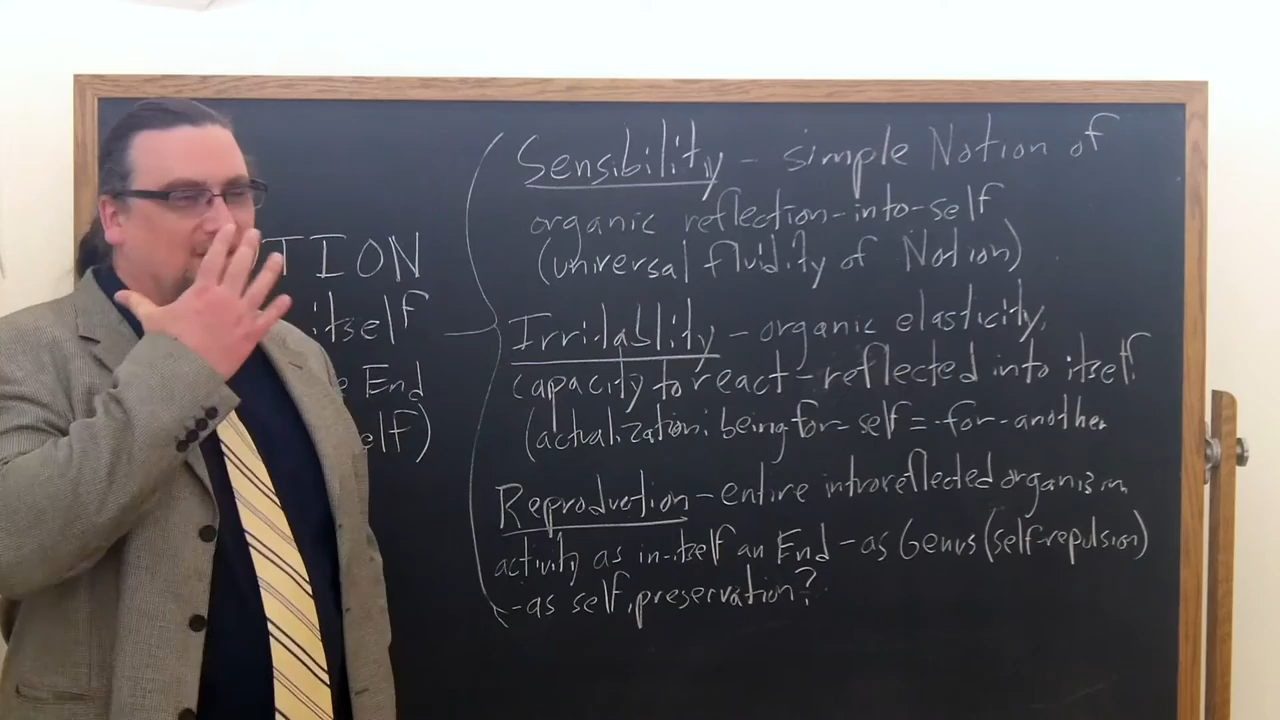 TION
itself
End
elf)
Sensibility - simple Notion of
organic reflection-into-self
(universal fluidity of Notion)
Irritability - organic elasticity,
capacity to react - reflected into itself
(actualization: being-for-self = -for-another
Reproduction - entire introreflected organism
activity as in-itself an End - as Genus (self-repulsion)
- as self-preservation?